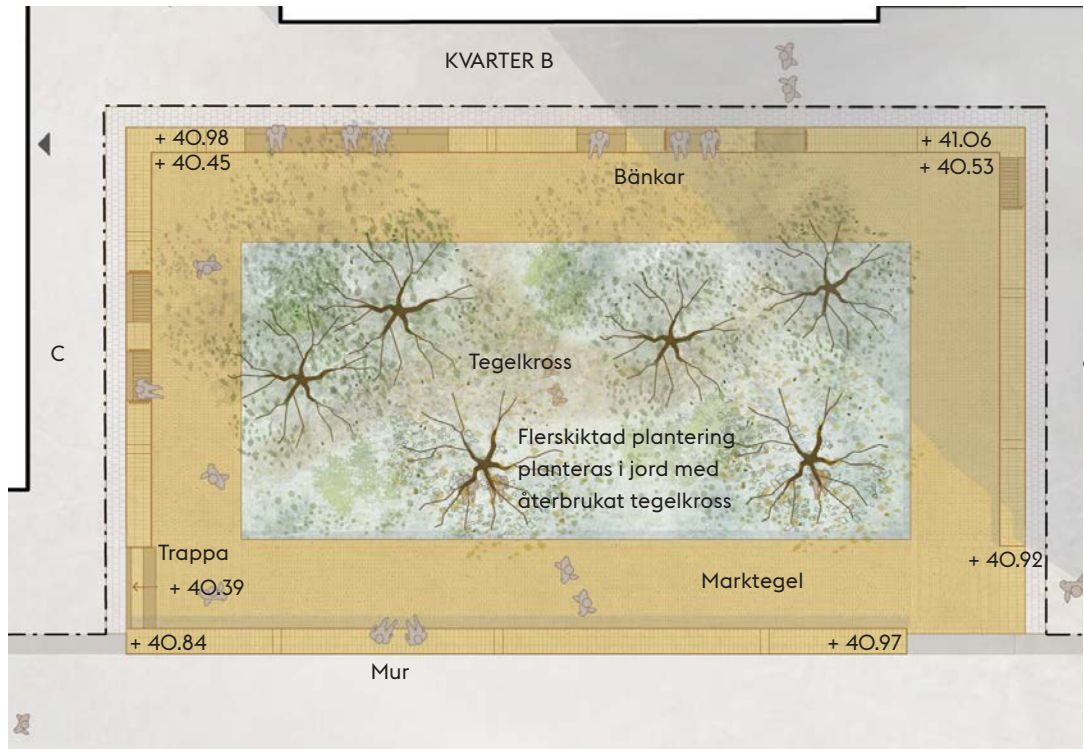 KVARTER B
+ 40.98
+ 41.06
+ 40.45
+ 40.53
Bänkar
C
Tegelkross
Flerskiktad plantering
planteras i jord med
återbrukat tegelkross
Trappa
+ 40.92
+ 40.39
Marktegel
+ 40.84
+ 40.97
Mur